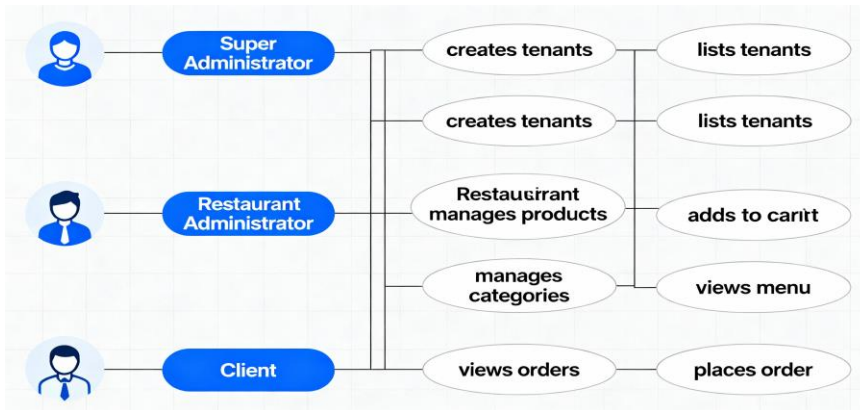 Super
Administrator
creates tenants
lists tenants
creates tenants
lists tenants
Restaurant
Administrator
manages products
adds to
manages
categories
views menu
Client
views orders
places order